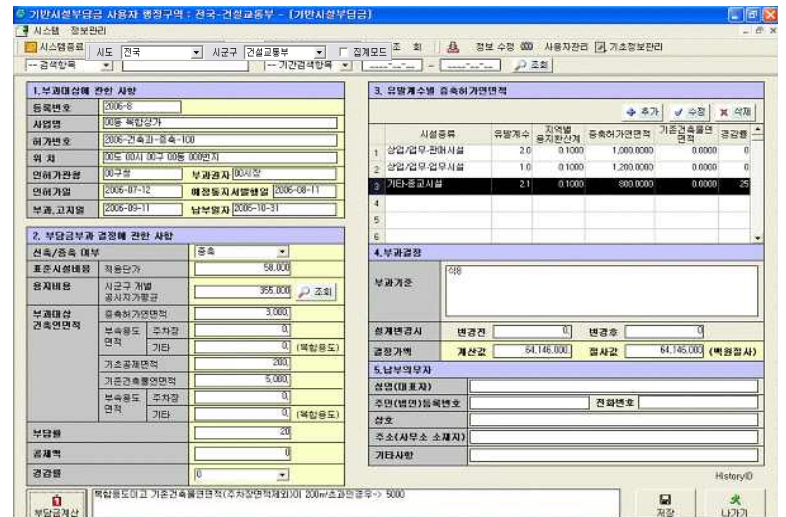 기반시설부담금 사용자 행정구역 : 전국-건설교통부 - [기반시설부담금]
시스템 정보관리
시스템종료 시도 전국 시군구 건설교통부 집계모드 조 회 정보 수정 00 사용자관리 기초정보관리
-- 검색항목 -- 기간검색항목 ____-__-__ - ____-__-__ 조회
1.부과대상에 관한 사항
등록번호 2006-8
사업명 00동 복합상가
허가번호 2006-건축과-증축-100
위 치 00도 00시 00구 00동 000번지
인허가관청 00구청 부과권자 00시장
인허가일 2006-07-12 예정통지서발행일 2006-08-11
부과,고지일 2006-09-11 납부일자 2006-10-31
2. 부담금부과 결정에 관한 사항
신축/증축 여부 증축
표준시설비용 적용단가 58,000
용지비용 시군구 개별 공시지가평균 355,000 조회
부과대상 건축연면적 증축허가연면적 3,000
부속용도 면적 주차장 0
기타 0 (복합용도)
기초공제면적 200
기존건축물연면적 5,000
부속용도 면적 주차장 0
기타 0 (복합용도)
부담률 20
공제액 0
경감률 0
3. 유발계수별 증축허가연면적
추가 수정 삭제
시설종류 유발계수 지역별 용지환산계 증축허가연면적 기존건축물연면적 경감률
1 상업/업무-판매시설 2.0 0.1000 1,000.0000 0.0000 0
2 상업/업무-업무시설 1.0 0.1000 1,200.0000 0.0000 0
3 기타-종교시설 2.1 0.1000 800.0000 0.0000 25
4
5
6
4.부과결정
부과기준
설계변경시 변경전 0 변경후 0
결정가액 계산값 64,146.000 절사값 64,146.000 (백원절사)
5.납부의무자
성명(대표자)
주민(법인)등록번호 전화번호
상호
주소(사무소 소재지)
기타사항
HistoryID
부담금계산 복합용도이고 기존건축물연면적(주차장면적제외)이 200m²초과인경우-> 5000 저장 나가기